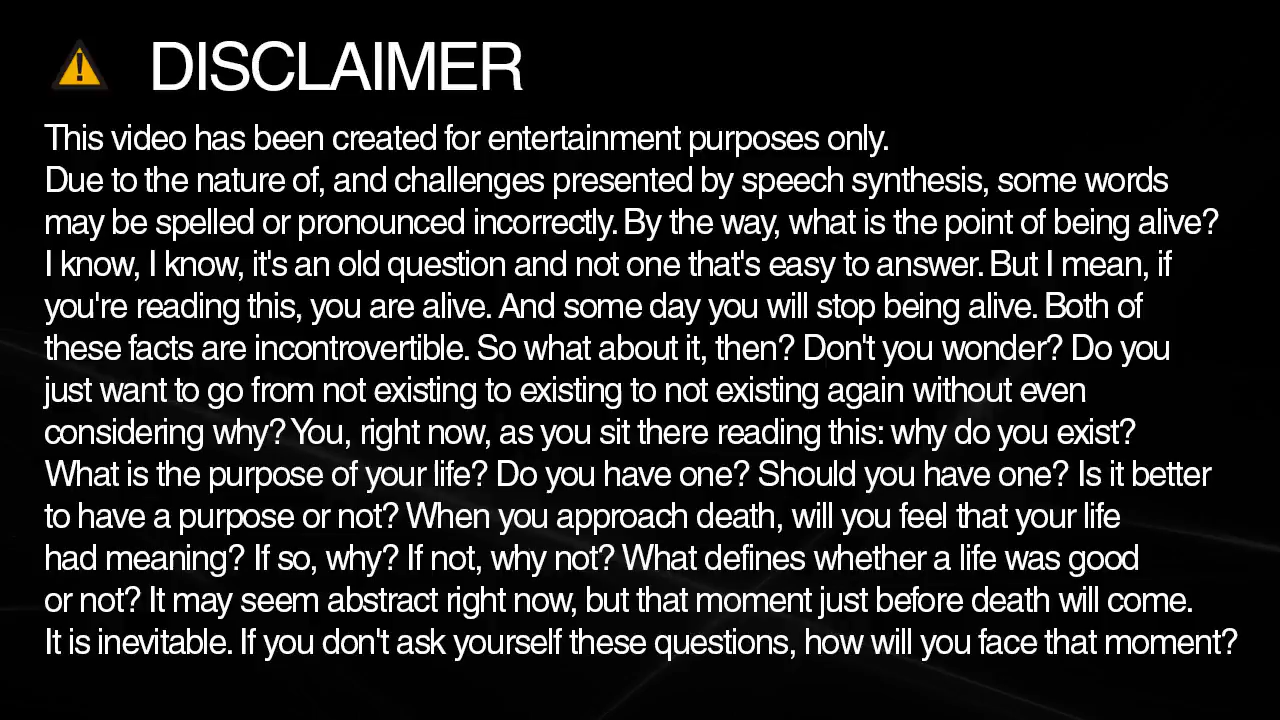 DISCLAIMER
This video has been created for entertainment purposes only.
Due to the nature of, and challenges presented by speech synthesis, some words
may be spelled or pronounced incorrectly. By the way, what is the point of being alive?
I know, I know, it's an old question and not one that's easy to answer. But I mean, if
you're reading this, you are alive. And some day you will stop being alive. Both of
these facts are incontrovertible. So what about it, then? Don't you wonder? Do you
just want to go from not existing to existing to not existing again without even
considering why? You, right now, as you sit there reading this: why do you exist?
What is the purpose of your life? Do you have one? Should you have one? Is it better
to have a purpose or not? When you approach death, will you feel that your life
had meaning? If so, why? If not, why not? What defines whether a life was good
or not? It may seem abstract right now, but that moment just before death will come.
It is inevitable. If you don't ask yourself these questions, how will you face that moment?